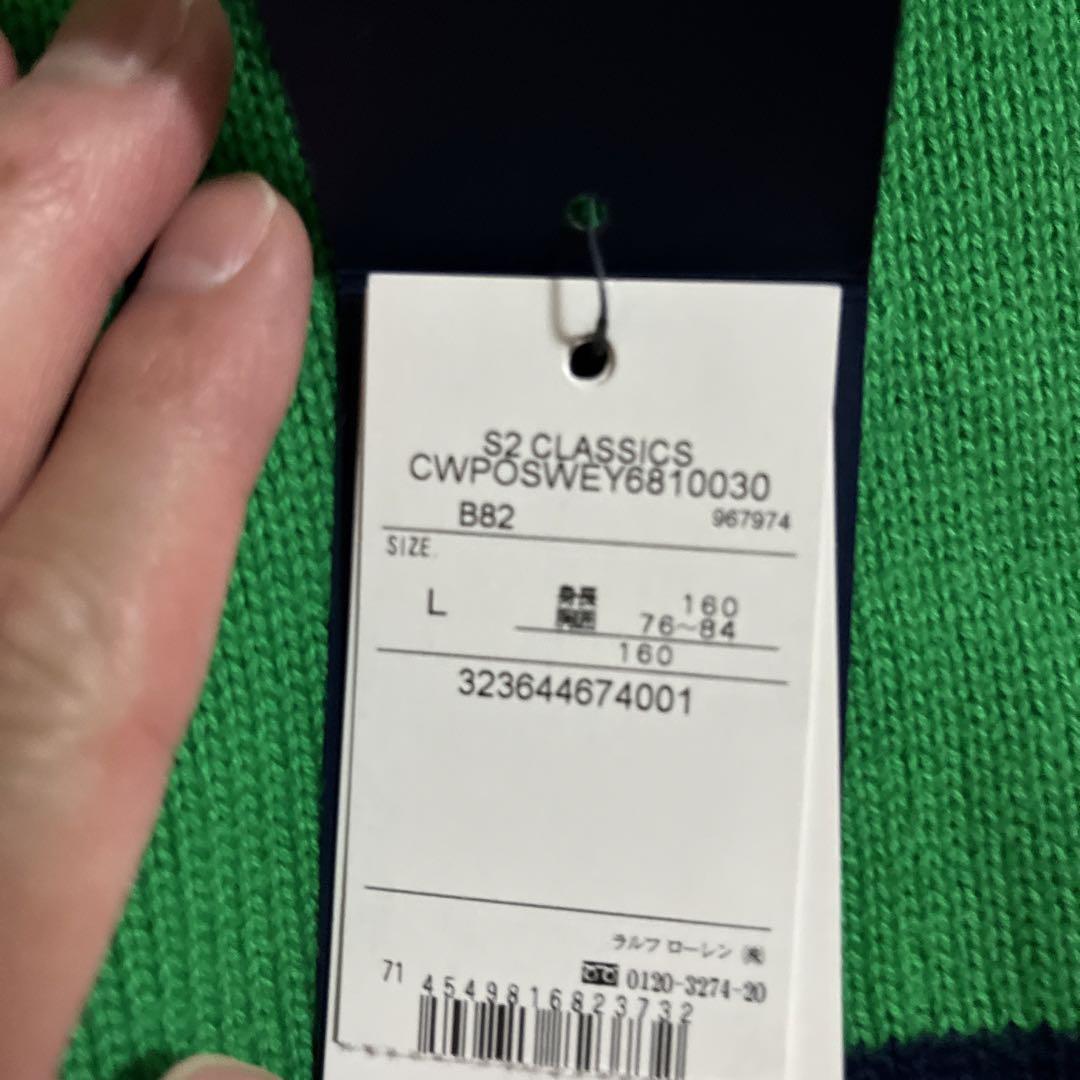 S2 CLASSICS
CWPOSWEY6810030
B82 967974
SIZE
L 身長 160
胸囲 76~84
160
323644674001
ラルフ ローレン ㈱
0120-3274-20
71 4549816823732